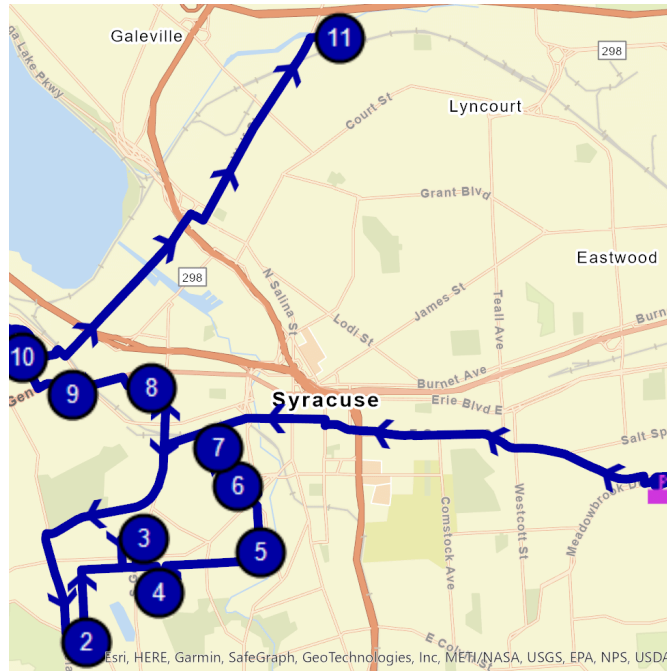 Galeville
11
298
Lake Pkwy
Lyncourt
Court St
Grant Blvd
Eastwood
298
N Salina St
James St
Teall Ave
Lodi St
10
Burnet Ave
9
8
Syracuse
Erie Blvd E
7
Salt
6
Meadowbrook
Westcott St
Comstock Ave
3
5
4
2
Esri, HERE, Garmin, SafeGraph, GeoTechnologies, Inc, METI/NASA, USGS, EPA, NPS, USDA